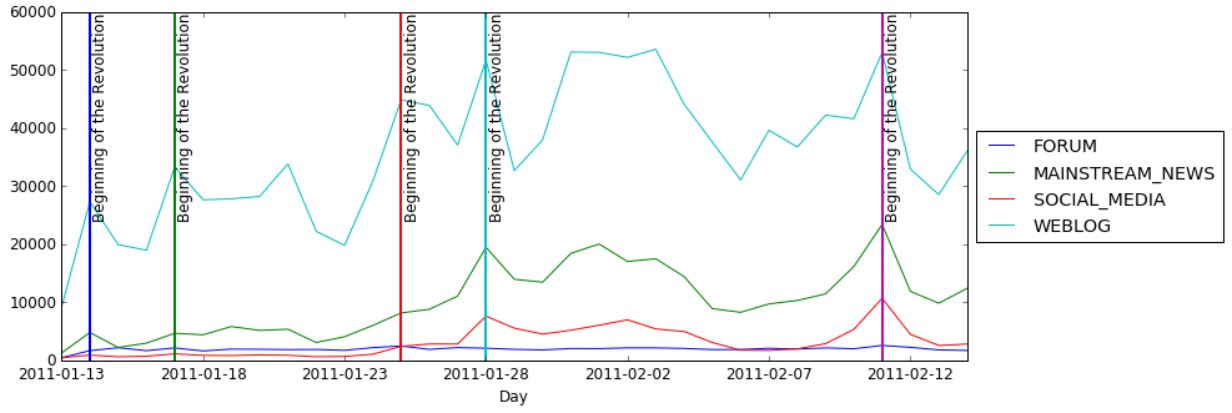 60000
50000
40000
30000
20000
10000
0
Beginning of the Revolution
Beginning of the Revolution
Beginning of the Revolution
Beginning of the Revolution
Beginning of the Revolution
2011-01-13
2011-01-18
2011-01-23
2011-01-28
2011-02-02
2011-02-07
2011-02-12
Day
FORUM
MAINSTREAM_NEWS
SOCIAL_MEDIA
WEBLOG